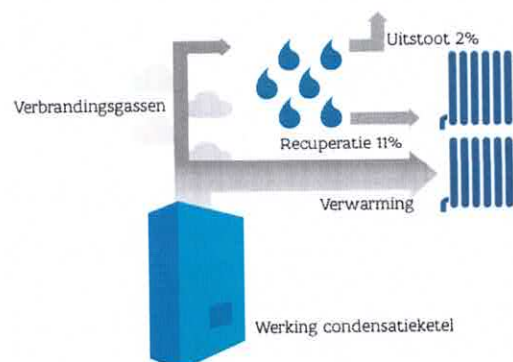 Uitstoot 2%
Verbrandingsgassen
Recuperatie 11%
Verwarming
Werking condensatieketel